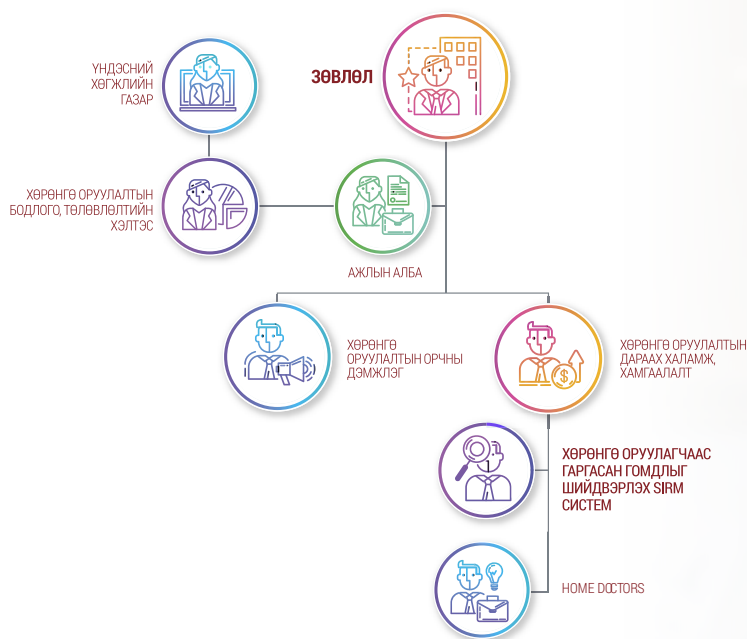 ҮНДЭСНИЙ
ХӨГЖЛИЙН
ГАЗАР
ЗӨВЛӨЛ
ХӨРӨНГӨ ОРУУЛАЛТЫН
БОДЛОГО, ТӨЛӨВЛӨЛТИЙН
ХЭЛТЭС
АЖЛЫН АЛБА
ХӨРӨНГӨ
ОРУУЛАЛТЫН ОРЧНЫ
ДЭМЖЛЭГ
ХӨРӨНГӨ ОРУУЛАЛТЫН
ДАРААХ ХАЛАМЖ,
ХАМГААЛАЛТ
ХӨРӨНГӨ ОРУУЛАГЧААС
ГАРГАСАН ГОМДЛЫГ
ШИЙДВЭРЛЭХ SIRM
СИСТЕМ
HOME DOCTORS